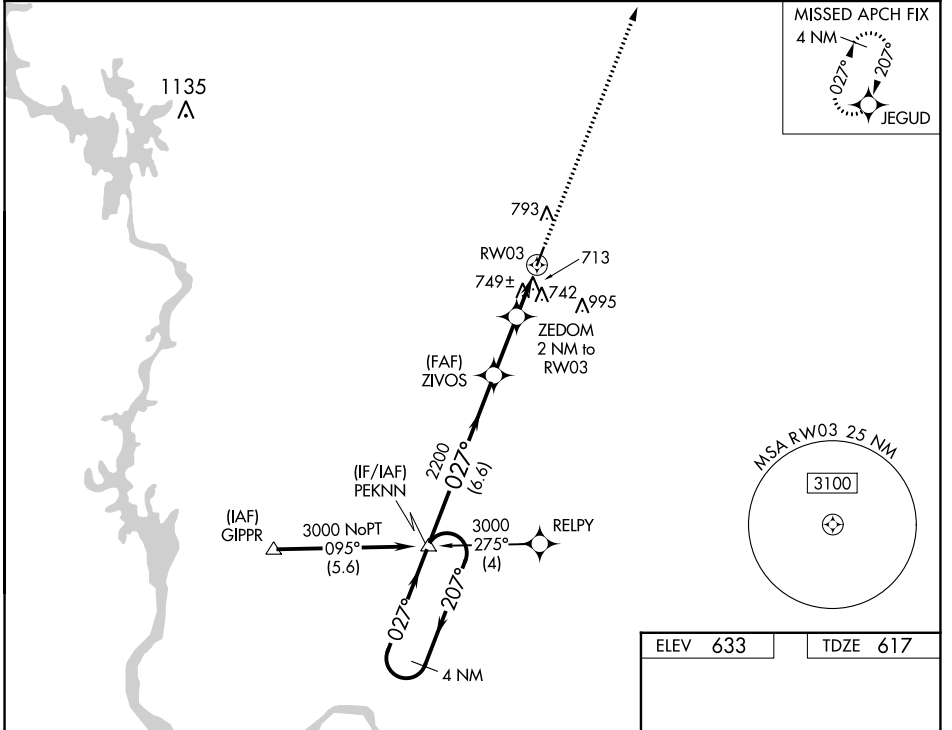 MISSED APCH FIX
4 NM
027°
207°
JEGUD
1135
793
RW03
713
749±
742
995
ZEDOM
2 NM to
RW03
(FAF)
ZIVOS
2200
027°
(6.6)
(IF/IAF)
PEKNN
(IAF)
GIPPR
3000 NoPT
095°
(5.6)
3000
275°
(4)
RELPY
027°
207°
4 NM
MSA RW03 25 NM
3100
ELEV 633
TDZE 617